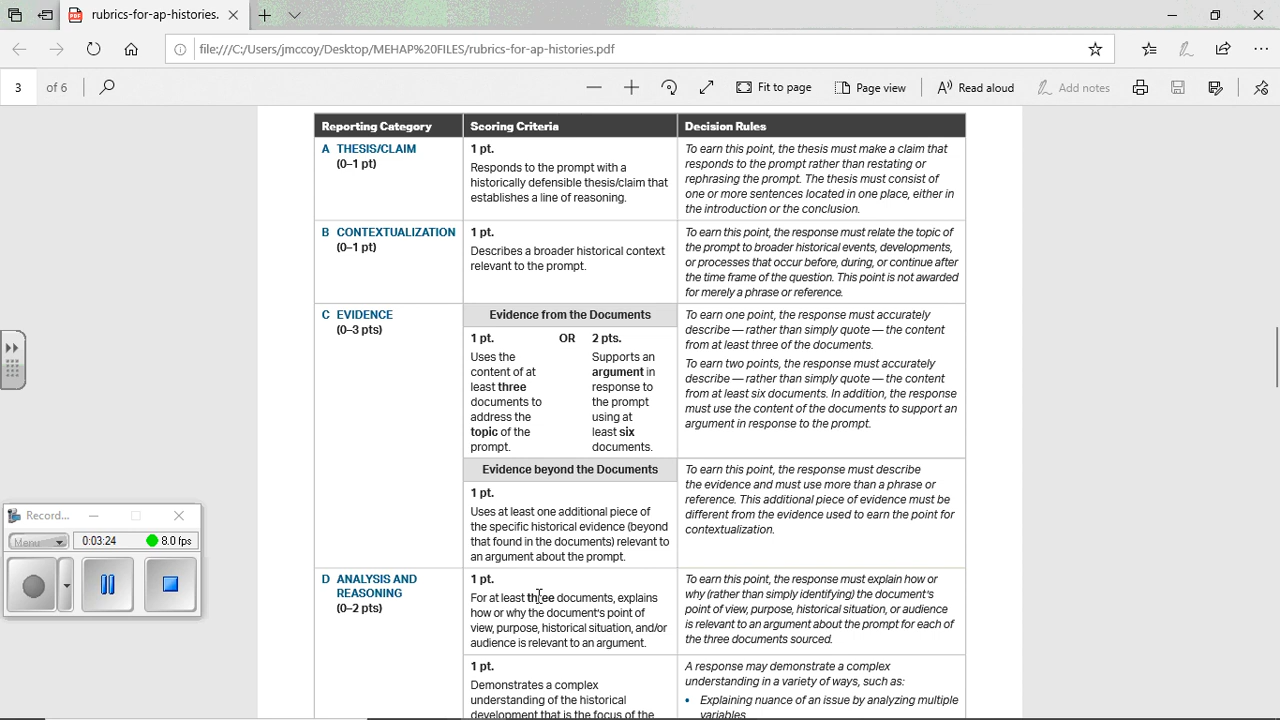 rubrics-for-ap-histories.
file:///C:/Users/jmccoy/Desktop/MEHAP%20FILES/rubrics-for-ap-histories.pdf
3 of 6
Fit to page
Page view
Read aloud
Add notes
Reporting Category
Scoring Criteria
Decision Rules
A THESIS/CLAIM
(0–1 pt)
1 pt.
Responds to the prompt with a
historically defensible thesis/claim that
establishes a line of reasoning.
To earn this point, the thesis must make a claim that
responds to the prompt rather than restating or
rephrasing the prompt. The thesis must consist of
one or more sentences located in one place, either in
the introduction or the conclusion.
B CONTEXTUALIZATION
(0–1 pt)
1 pt.
Describes a broader historical context
relevant to the prompt.
To earn this point, the response must relate the topic of
the prompt to broader historical events, developments,
or processes that occur before, during, or continue after
the time frame of the question. This point is not awarded
for merely a phrase or reference.
C EVIDENCE
(0–3 pts)
Evidence from the Documents
1 pt.
Uses the
content of at
least three
documents to
address the
topic of the
prompt.
OR
2 pts.
Supports an
argument in
response to
the prompt
using at
least six
documents.
To earn one point, the response must accurately
describe — rather than simply quote — the content
from at least three of the documents.
To earn two points, the response must accurately
describe — rather than simply quote — the content
from at least six documents. In addition, the response
must use the content of the documents to support an
argument in response to the prompt.
Evidence beyond the Documents
1 pt.
Uses at least one additional piece of
the specific historical evidence (beyond
that found in the documents) relevant to
an argument about the prompt.
To earn this point, the response must describe
the evidence and must use more than a phrase or
reference. This additional piece of evidence must be
different from the evidence used to earn the point for
contextualization.
D ANALYSIS AND
REASONING
(0–2 pts)
1 pt.
For at least three documents, explains
how or why the document's point of
view, purpose, historical situation, and/or
audience is relevant to an argument.
To earn this point, the response must explain how or
why (rather than simply identifying) the document's
point of view, purpose, historical situation, or audience
is relevant to an argument about the prompt for each of
the three documents sourced.
1 pt.
Demonstrates a complex
understanding of the historical
development that is the focus of the
A response may demonstrate a complex
understanding in a variety of ways, such as:
• Explaining nuance of an issue by analyzing multiple
variables.
Record...
Menu
0:03:24
8.0 fps